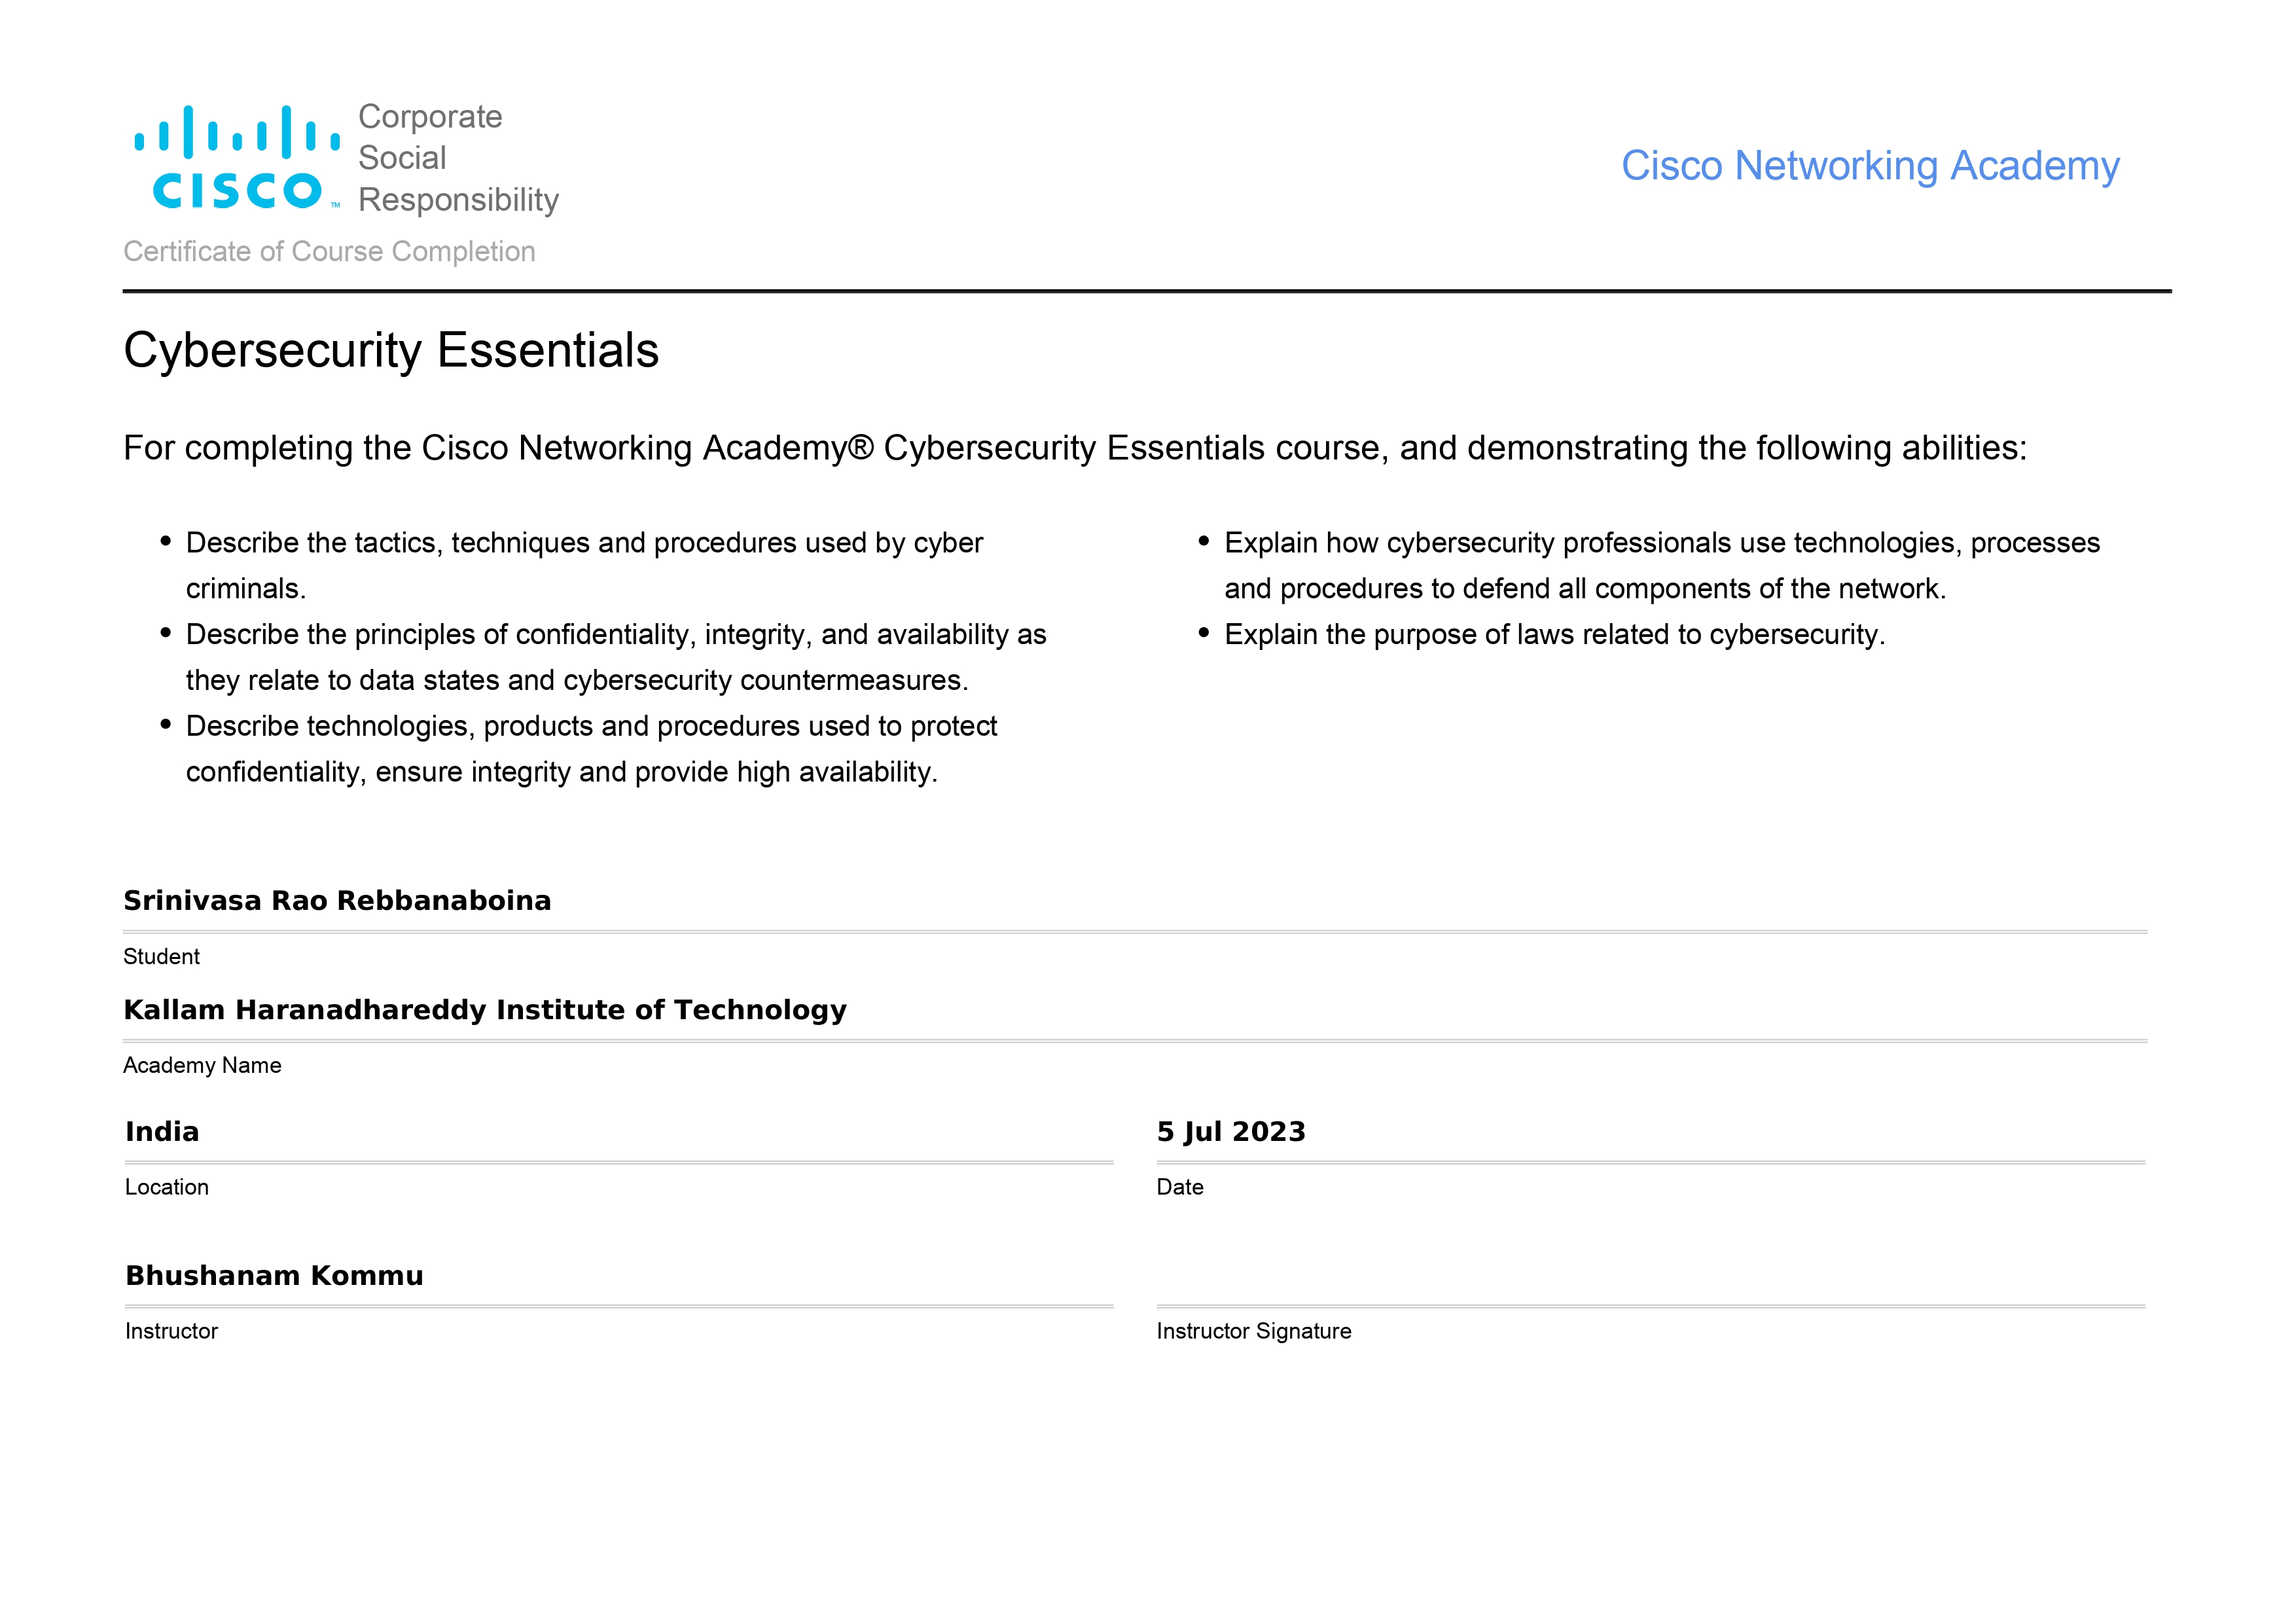 Corporate
Social
Responsibility
CISCO™
Cisco Networking Academy
Certificate of Course Completion
Cybersecurity Essentials
For completing the Cisco Networking Academy® Cybersecurity Essentials course, and demonstrating the following abilities:
• Describe the tactics, techniques and procedures used by cyber
criminals.
• Describe the principles of confidentiality, integrity, and availability as
they relate to data states and cybersecurity countermeasures.
• Describe technologies, products and procedures used to protect
confidentiality, ensure integrity and provide high availability.
• Explain how cybersecurity professionals use technologies, processes
and procedures to defend all components of the network.
• Explain the purpose of laws related to cybersecurity.
Srinivasa Rao Rebbanaboina
Student
Kallam Haranadhareddy Institute of Technology
Academy Name
India
Location
5 Jul 2023
Date
Bhushanam Kommu
Instructor
Instructor Signature